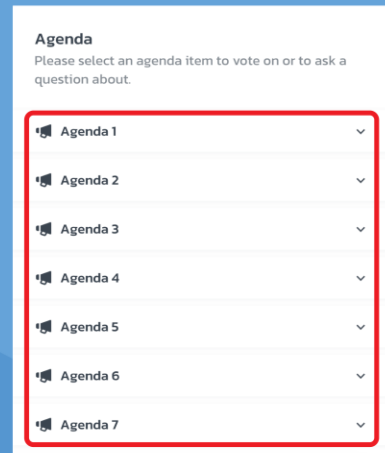 Agenda
Please select an agenda item to vote on or to ask a
question about.
Agenda 1
Agenda 2
Agenda 3
Agenda 4
Agenda 5
Agenda 6
Agenda 7